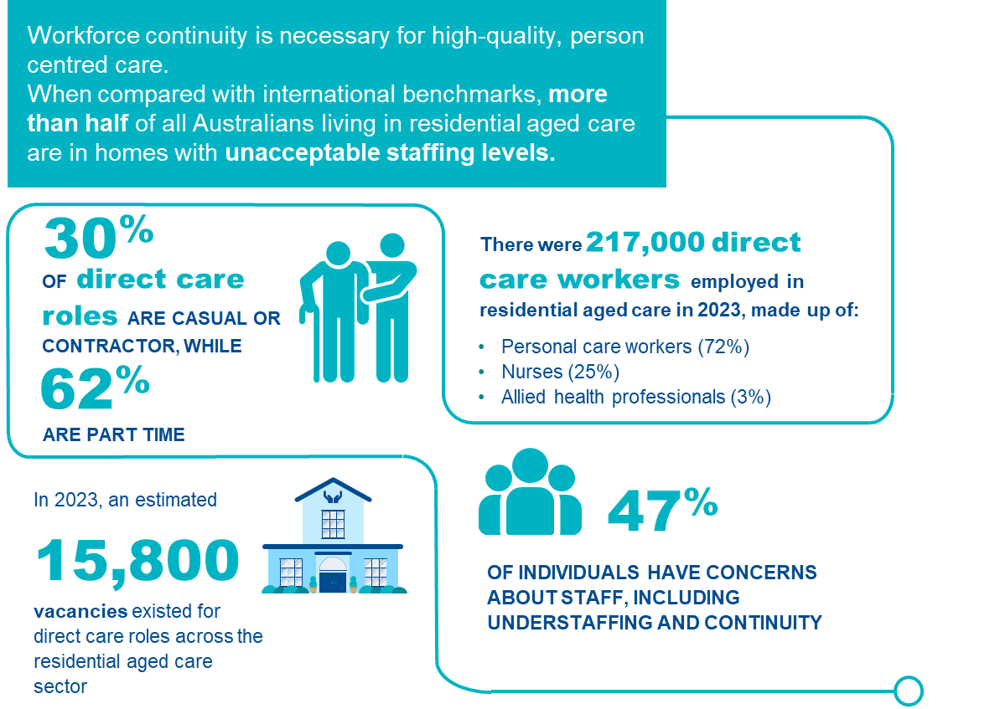 Workforce continuity is necessary for high-quality, person
centred care.
When compared with international benchmarks, more
than half of all Australians living in residential aged care
are in homes with unacceptable staffing levels.
30%
OF direct care
roles ARE CASUAL OR
CONTRACTOR, WHILE
62%
ARE PART TIME
There were 217,000 direct
care workers employed in
residential aged care in 2023, made up of:
• Personal care workers (72%)
• Nurses (25%)
• Allied health professionals (3%)
In 2023, an estimated
15,800
vacancies existed for
direct care roles across the
residential aged care
sector
47%
OF INDIVIDUALS HAVE CONCERNS
ABOUT STAFF, INCLUDING
UNDERSTAFFING AND CONTINUITY